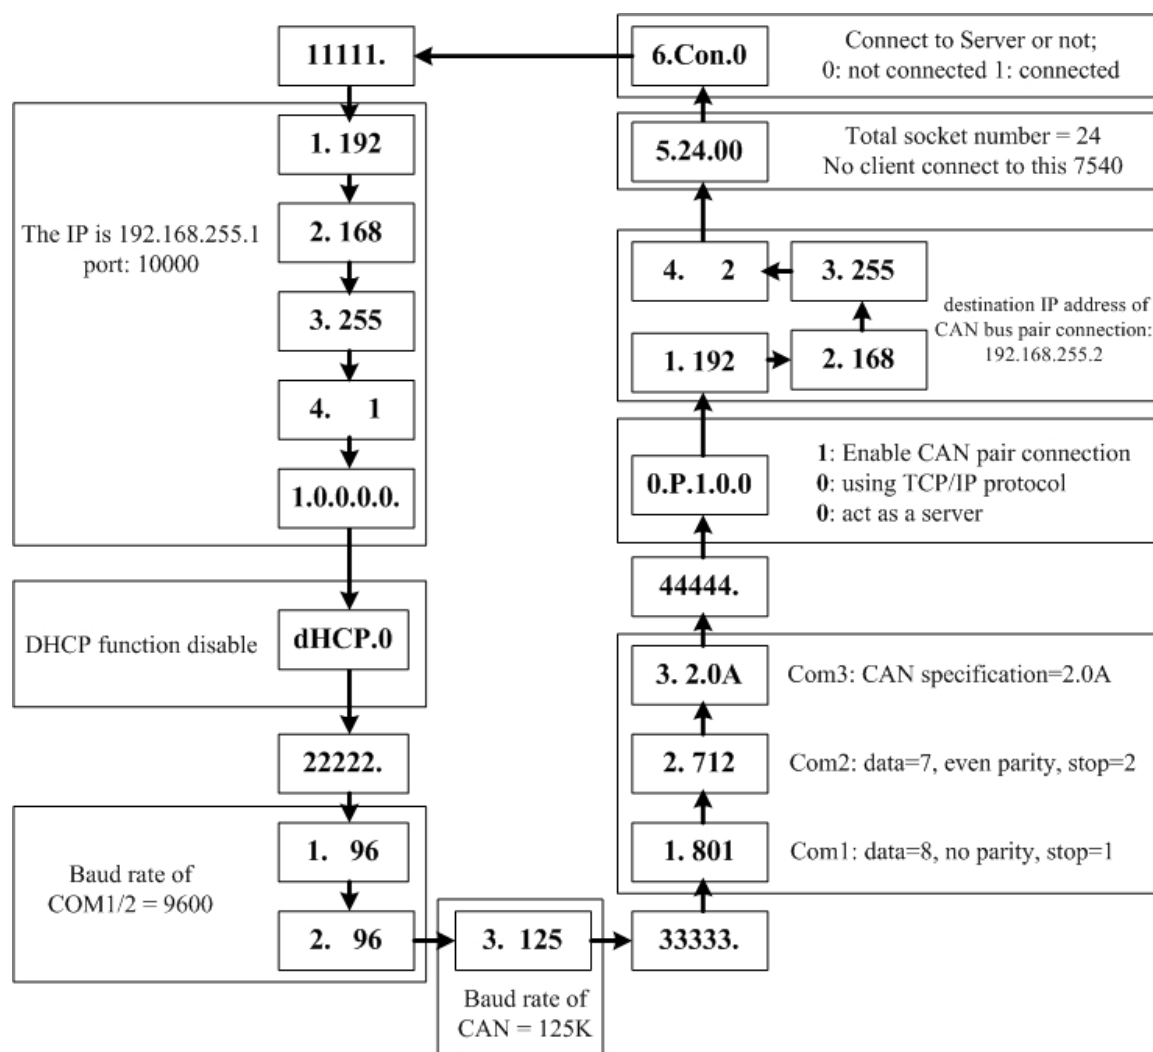 11111.
6.Con.0
Connect to Server or not;
0: not connected 1: connected
1. 192
5.24.00
Total socket number = 24
No client connect to this 7540
The IP is 192.168.255.1
port: 10000
2. 168
3. 255
4. 1
1.0.0.0.0.
4. 2
3. 255
1. 192
2. 168
destination IP address of
CAN bus pair connection:
192.168.255.2
0.P.1.0.0
1: Enable CAN pair connection
0: using TCP/IP protocol
0: act as a server
44444.
DHCP function disable
dHCP.0
3. 2.0A
Com3: CAN specification=2.0A
22222.
2. 712
Com2: data=7, even parity, stop=2
Baud rate of
COM1/2 = 9600
1. 96
2. 96
1. 801
Com1: data=8, no parity, stop=1
3. 125
33333.
Baud rate of
CAN = 125K